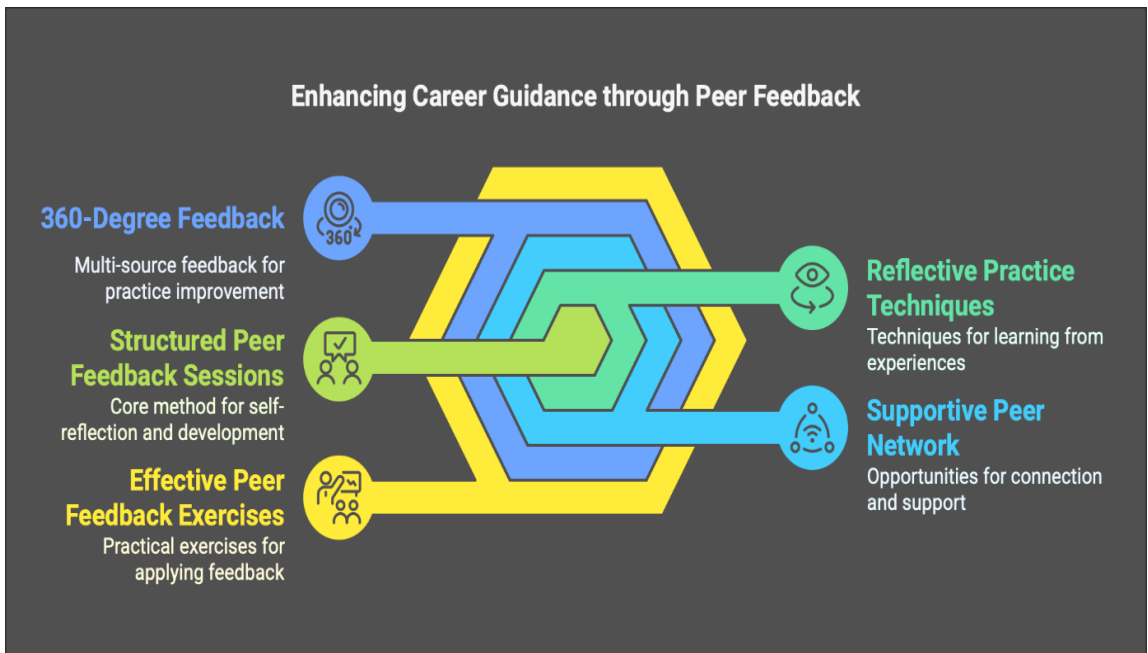 Enhancing Career Guidance through Peer Feedback
360-Degree Feedback
360°
Multi-source feedback for
practice improvement
Structured Peer
Feedback Sessions
Core method for self-
reflection and development
Effective Peer
Feedback Exercises
Practical exercises for
applying feedback
Reflective Practice
Techniques
Techniques for learning from
experiences
Supportive Peer
Network
Opportunities for connection
and support